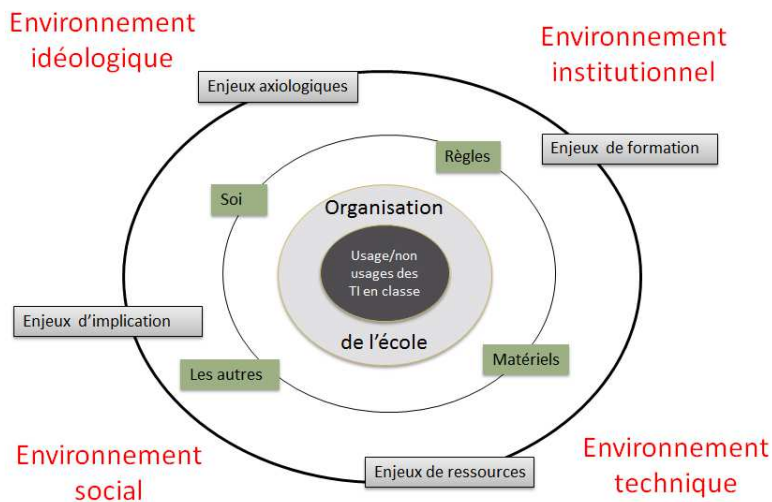 Environnement
idéologique
Environnement
institutionnel
Enjeux axiologiques
Enjeux de formation
Règles
Soi
Organisation
Usage/non
usages des
TI en classe
de l'école
Enjeux d'implication
Les autres
Matériels
Environnement
social
Enjeux de ressources
Environnement
technique